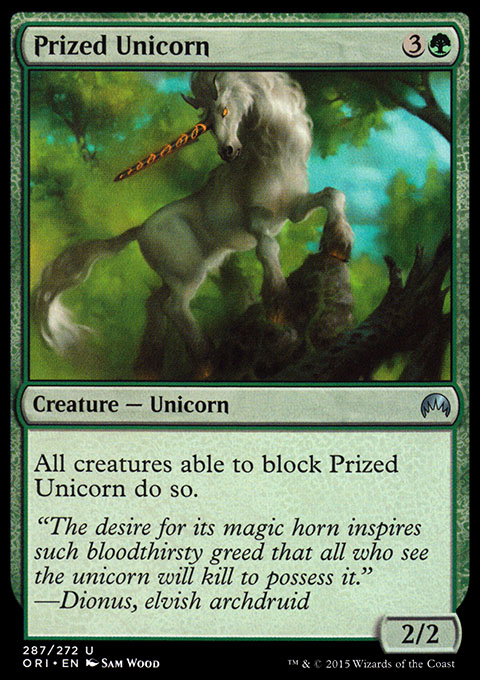 Prized Unicorn 3
Creature — Unicorn
All creatures able to block Prized
Unicorn do so.
“The desire for its magic horn inspires
such bloodthirsty greed that all who see
the unicorn will kill to possess it.”
—Dionus, elvish archdruid
2/2
287/272 U
ORI • EN Sam Wood
™ & © 2015 Wizards of the Coast